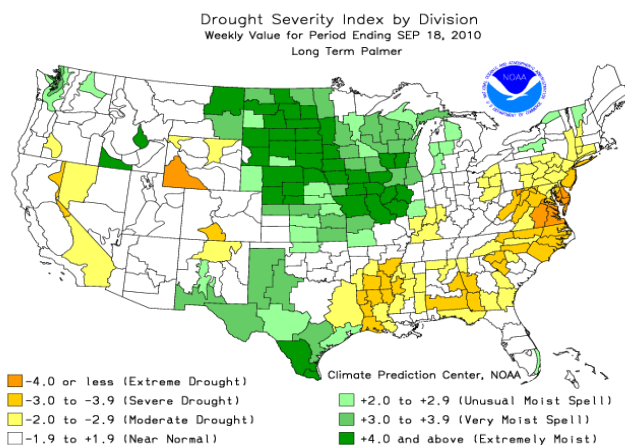 Drought Severity Index by Division
Weekly Value for Period Ending SEP 18, 2010
Long Term Palmer
NOAA
Climate Prediction Center, NOAA
-4.0 or less (Extreme Drought)
-3.0 to -3.9 (Severe Drought)
-2.0 to -2.9 (Moderate Drought)
-1.9 to +1.9 (Near Normal)
+2.0 to +2.9 (Unusual Moist Spell)
+3.0 to +3.9 (Very Moist Spell)
+4.0 and above (Extremely Moist)